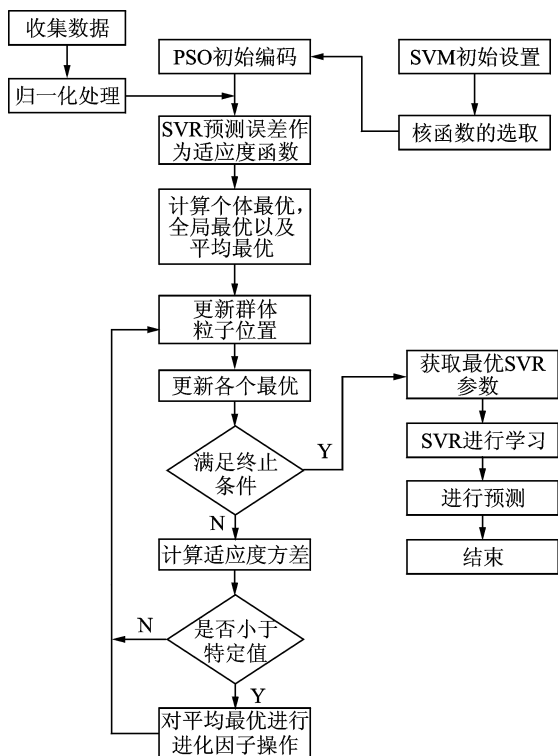 收集数据
归一化处理
PSO初始编码
SVM初始设置
核函数的选取
SVR预测误差作
为适应度函数
计算个体最优,
全局最优以及
平均最优
更新群体
粒子位置
更新各个最优
满足终止
条件
Y
N
计算适应度方差
是否小于
特定值
N
Y
对平均最优进行
进化因子操作
获取最优SVR
参数
SVR进行学习
进行预测
结束